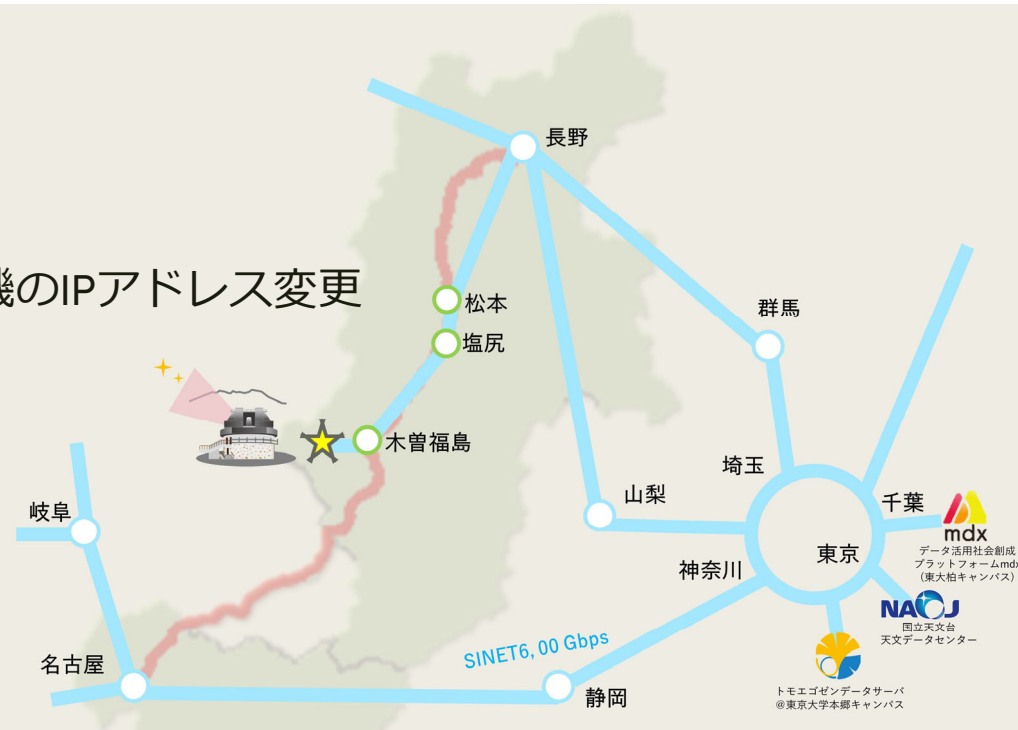 長野
機のIPアドレス変更
松本
塩尻
群馬
木曽福島
埼玉
山梨
千葉
岐阜
mdx
データ活用社会創成
プラットフォームmdx
(東大柏キャンパス)
東京
神奈川
NAOJ
国立天文台
天文データセンター
SINET6, 00 Gbps
名古屋
静岡
トモエゴゼンデータサーバ
@東京大学本郷キャンパス